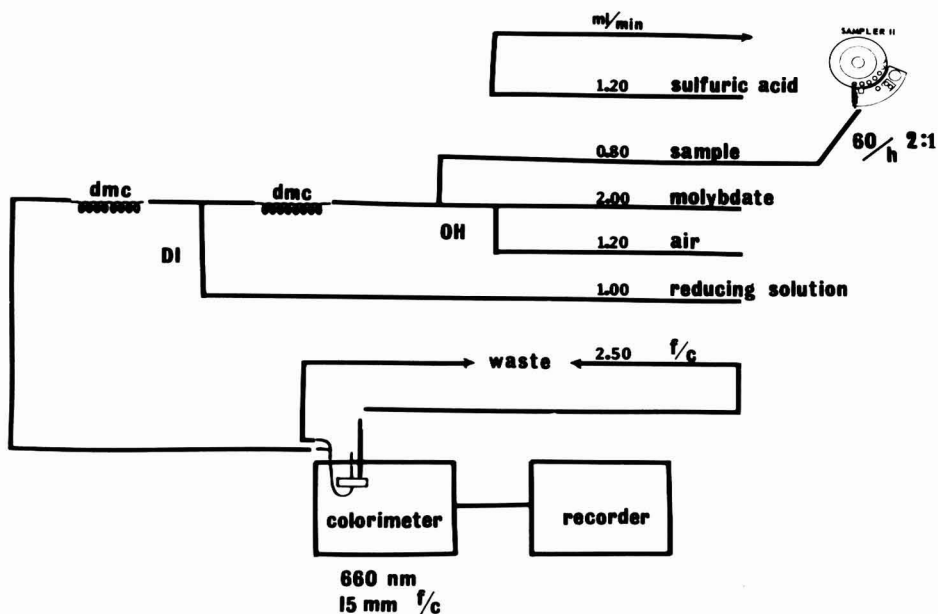 ml/min
SAMPLER II
1.20 sulfuric acid
60/h 2:1
0.80 sample
dmc dmc
2.00 molybdate
OH
DI
1.20 air
1.00 reducing solution
waste 2.50 f/c
colorimeter recorder
660 nm
15 mm f/c